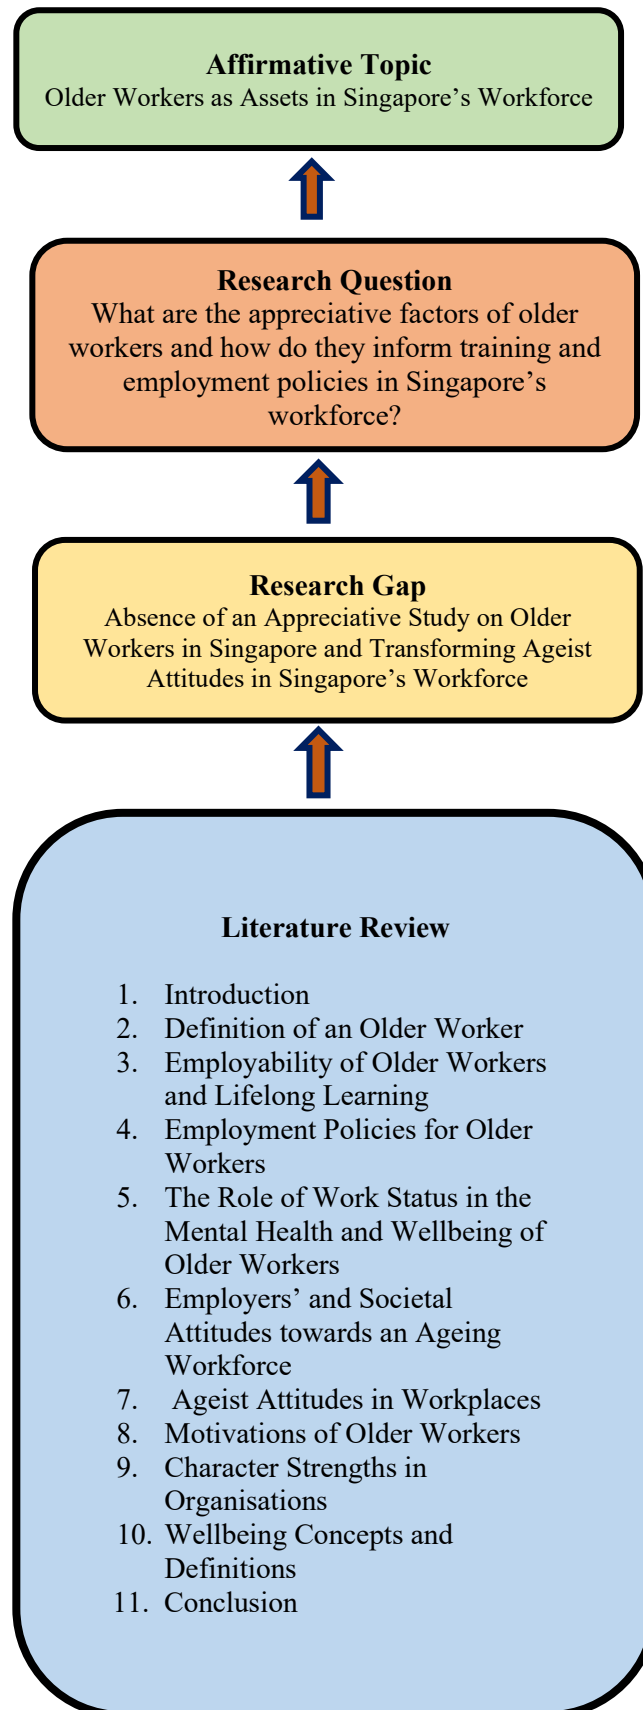 Affirmative Topic
Older Workers as Assets in Singapore’s Workforce
Research Question
What are the appreciative factors of older
workers and how do they inform training and
employment policies in Singapore’s
workforce?
Research Gap
Absence of an Appreciative Study on Older
Workers in Singapore and Transforming Ageist
Attitudes in Singapore’s Workforce
Literature Review
1. Introduction
2. Definition of an Older Worker
3. Employability of Older Workers
and Lifelong Learning
4. Employment Policies for Older
Workers
5. The Role of Work Status in the
Mental Health and Wellbeing of
Older Workers
6. Employers’ and Societal
Attitudes towards an Ageing
Workforce
7. Ageist Attitudes in Workplaces
8. Motivations of Older Workers
9. Character Strengths in
Organisations
10. Wellbeing Concepts and
Definitions
11. Conclusion